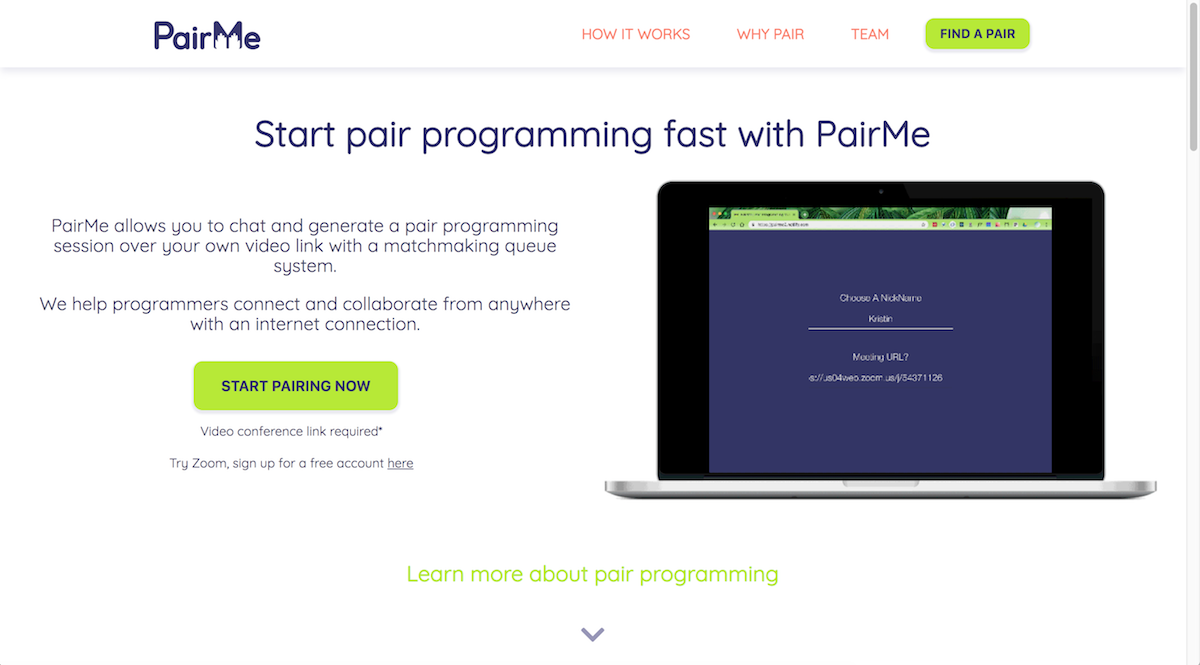 PairMe
HOW IT WORKS
WHY PAIR
TEAM
FIND A PAIR
Start pair programming fast with PairMe
PairMe allows you to chat and generate a pair programming
session over your own video link with a matchmaking queue
system.
We help programmers connect and collaborate from anywhere
with an internet connection.
START PAIRING NOW
Video conference link required*
Try Zoom, sign up for a free account here
Choose A NickName
Kristin
Meeting URL?
s://us04web.zoom.us/j/54371126
Learn more about pair programming